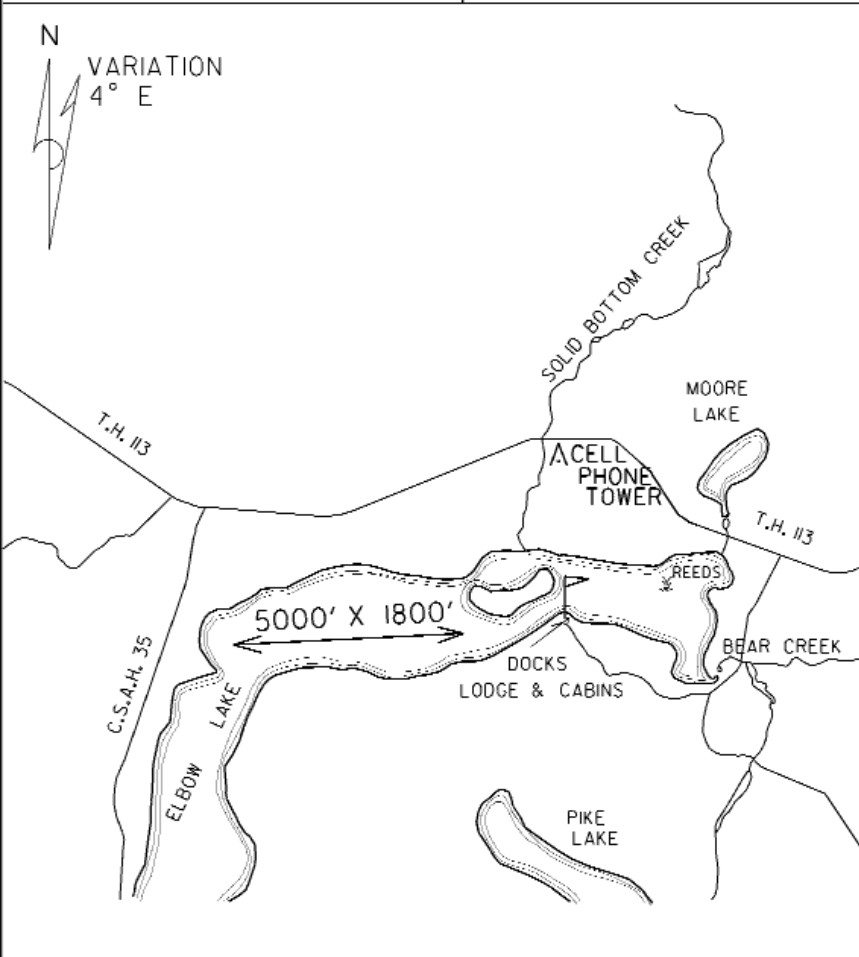 N
VARIATION
4° E
SOLID BOTTOM CREEK
MOORE
LAKE
T.H. 113
CELL
PHONE
TOWER
T.H. 113
REEDS
5000' X 1800'
BEAR CREEK
DOCKS
LODGE & CABINS
C.S.A.H. 35
ELBOW LAKE
PIKE
LAKE